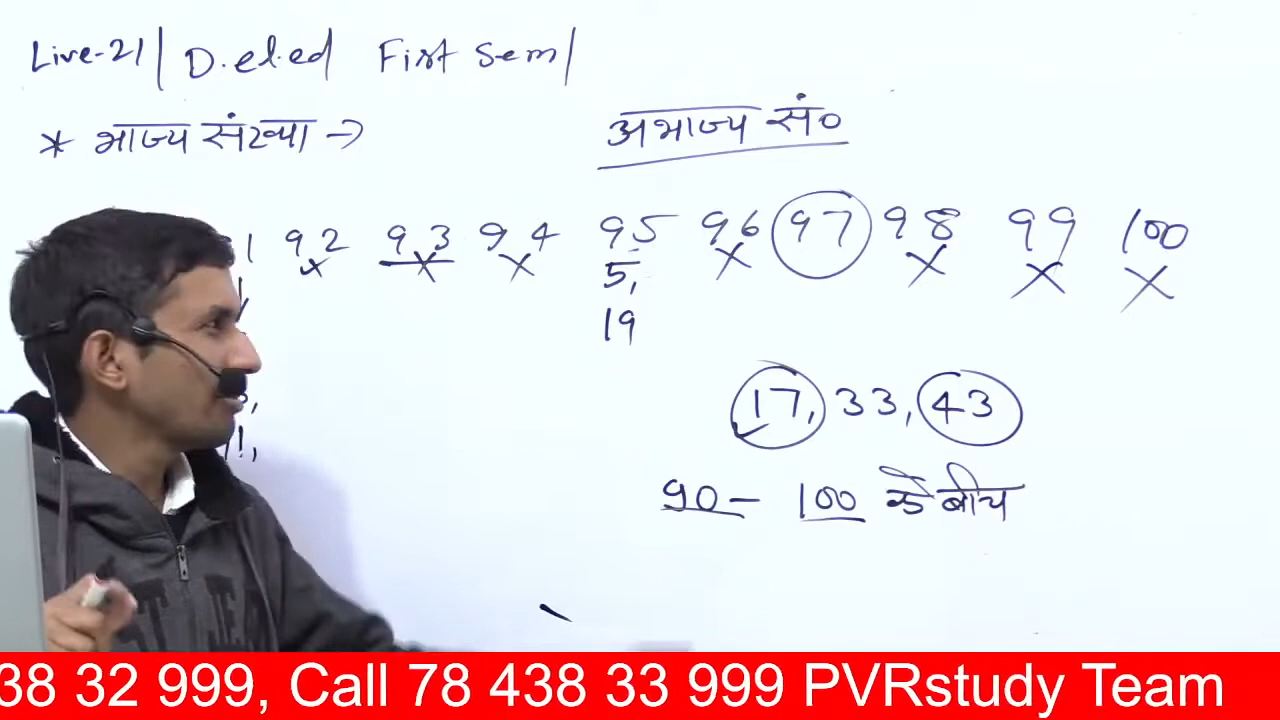 Live-21| D.el.ed First Sem/
* भाज्य संख्या →
अभाज्य सं०
1 92 93 94 95 96 97 98 99 100
5,
19
17, 33, 43
90 - 100 के बीच
38 32 999, Call 78 438 33 999 PVRstudy Team